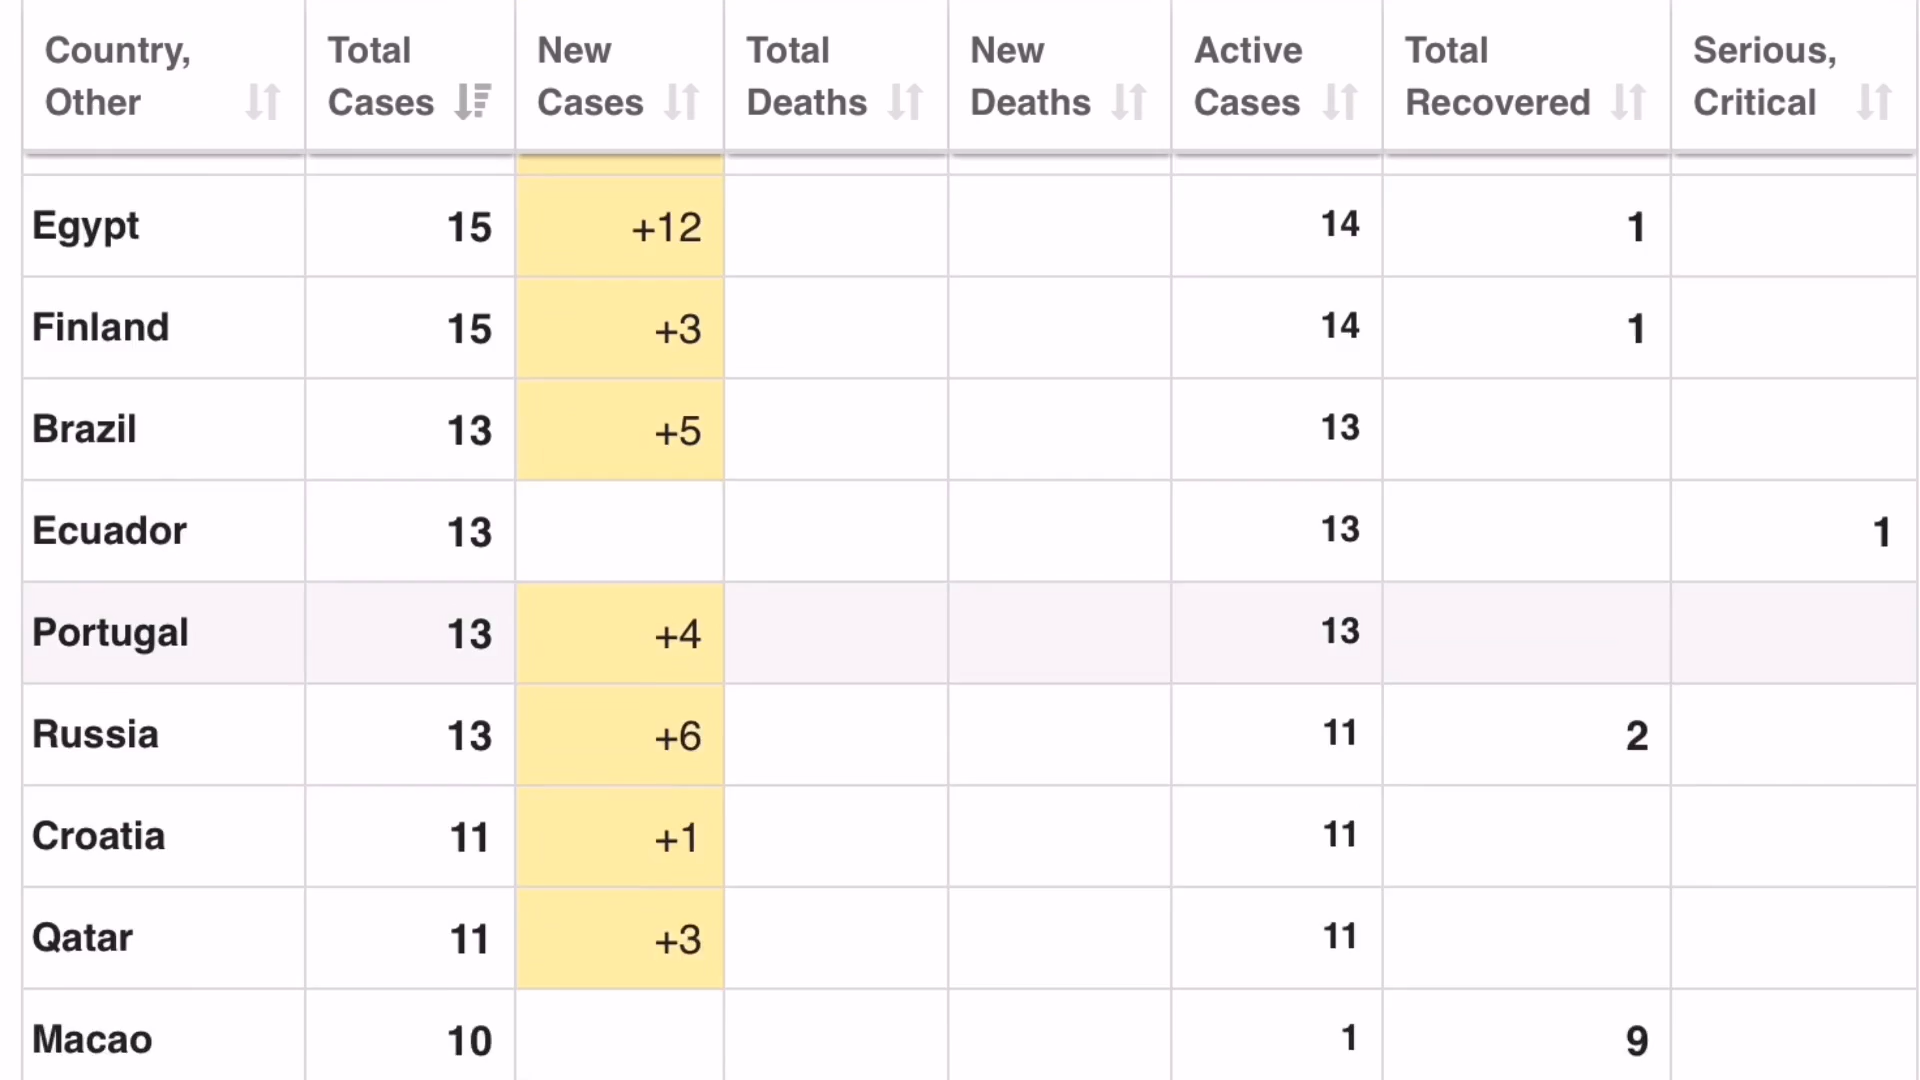 Country, Other Total Cases New Cases Total Deaths New Deaths Active Cases Total Recovered Serious, Critical
Egypt 15 +12 14 1
Finland 15 +3 14 1
Brazil 13 +5 13
Ecuador 13 13 1
Portugal 13 +4 13
Russia 13 +6 11 2
Croatia 11 +1 11
Qatar 11 +3 11
Macao 10 1 9